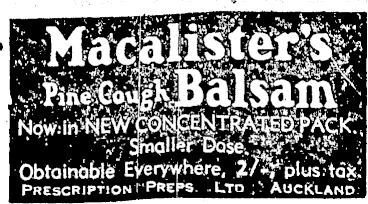 Macalister's
Pine Cough Balsam
Now in NEW CONCENTRATED PACK.
Smaller Dose.
Obtainable Everywhere, 2/-, plus tax.
PRESCRIPTION PREPS. LTD., AUCKLAND